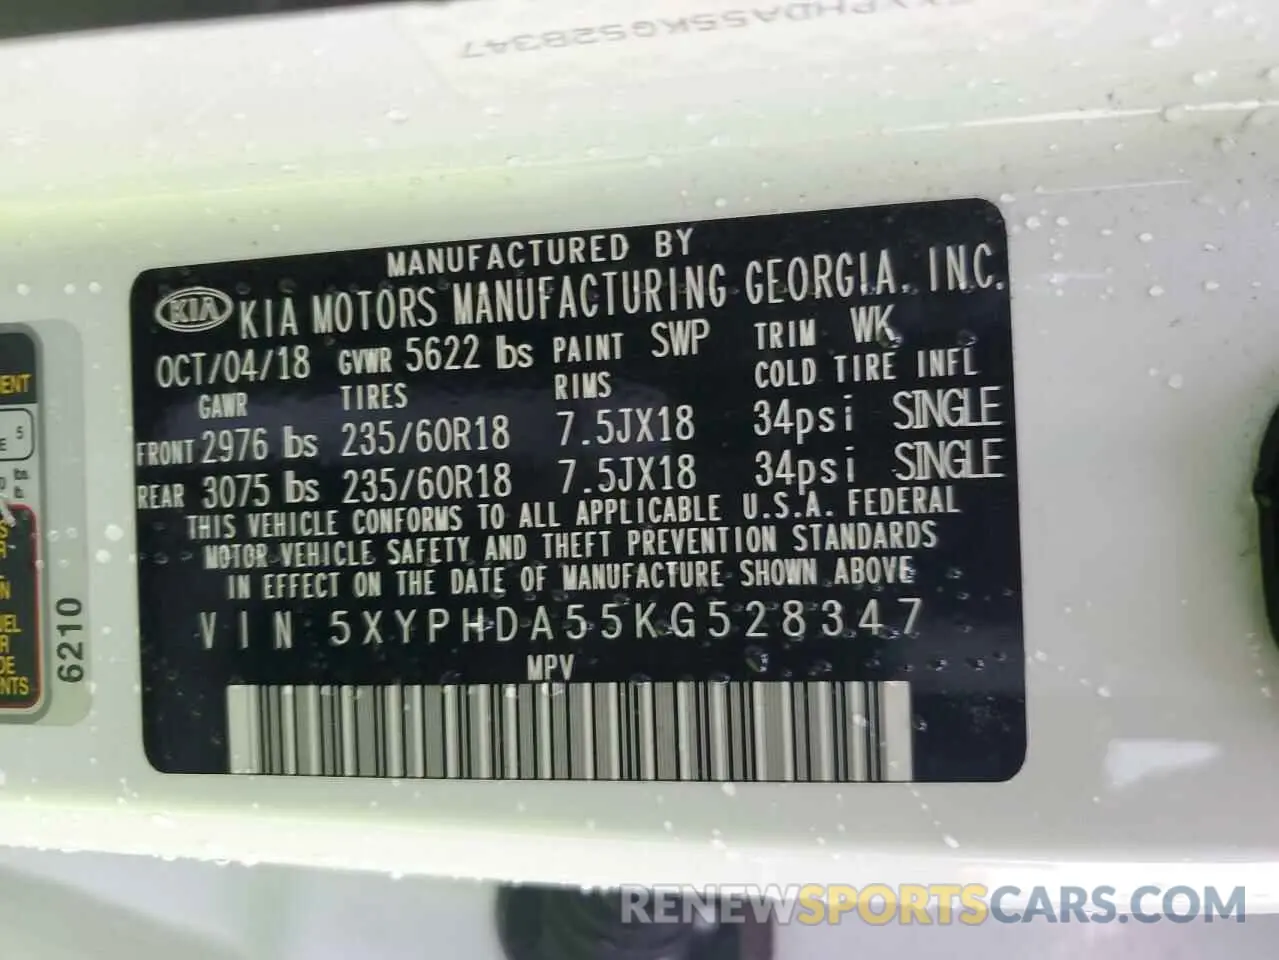 XYPHDA55KG528347
MANUFACTURED BY
KIA KIA MOTORS MANUFACTURING GEORGIA, INC.
OCT/04/18 GVWR 5622 lbs PAINT SWP TRIM WK
GAWR TIRES RIMS COLD TIRE INFL
FRONT 2976 lbs 235/60R18 7.5JX18 34psi SINGLE
REAR 3075 lbs 235/60R18 7.5JX18 34psi SINGLE
THIS VEHICLE CONFORMS TO ALL APPLICABLE U.S.A. FEDERAL
MOTOR VEHICLE SAFETY AND THEFT PREVENTION STANDARDS
IN EFFECT ON THE DATE OF MANUFACTURE SHOWN ABOVE
VIN 5XYPHDA55KG528347
MPV
6210
RENEWSPORTSCARS.COM